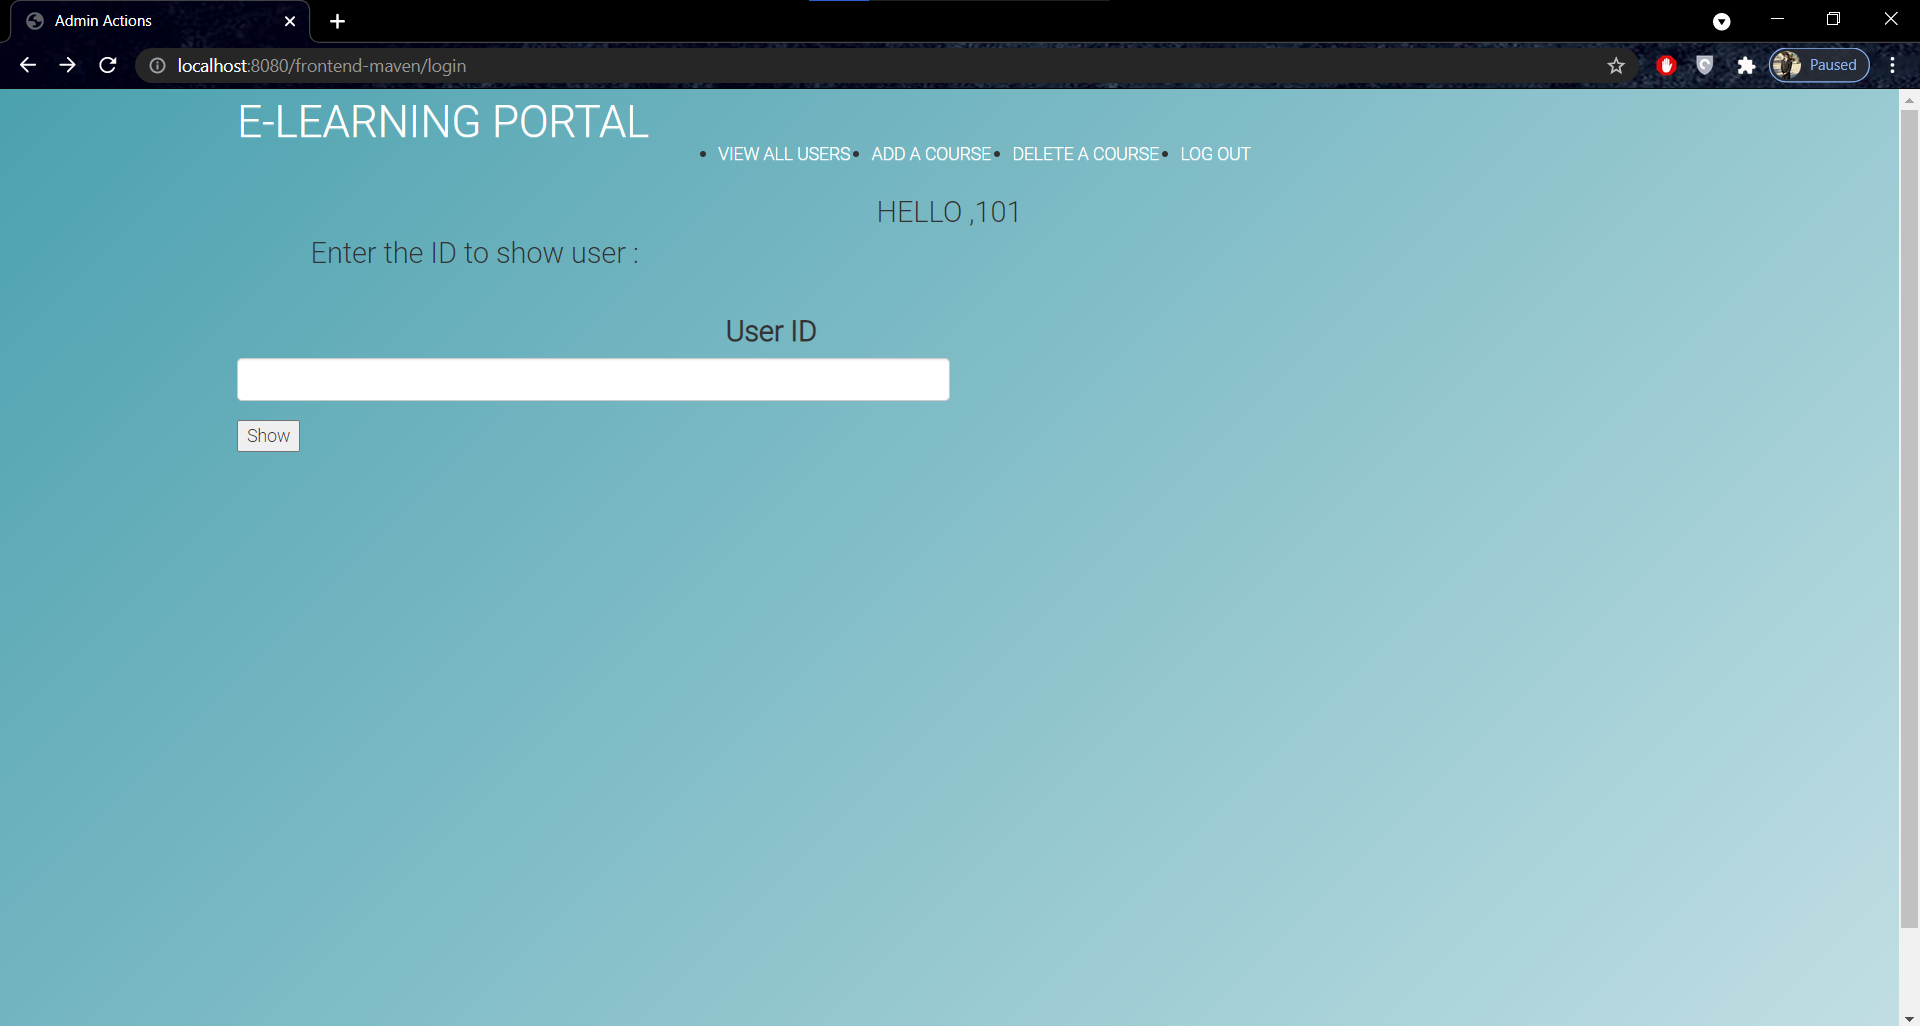 Admin Actions
localhost:8080/frontend-maven/login
Paused
E-LEARNING PORTAL
• VIEW ALL USERS • ADD A COURSE • DELETE A COURSE • LOG OUT
HELLO ,101
Enter the ID to show user :
User ID
Show